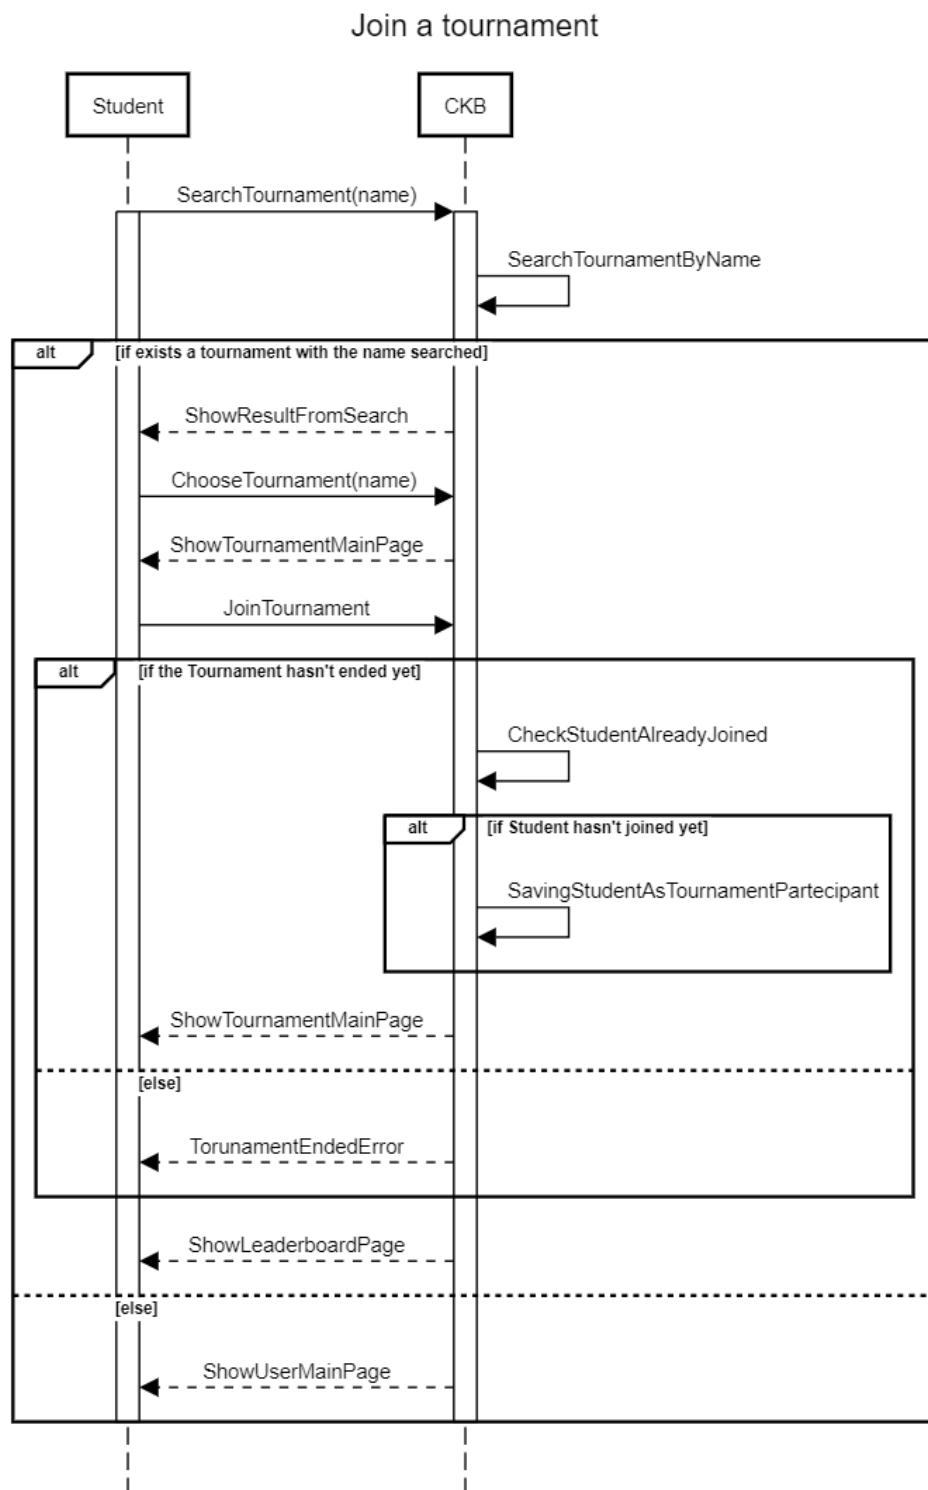 Join a tournament
Student
CKB
SearchTournament(name)
SearchTournamentByName
alt
[if exists a tournament with the name searched]
ShowResultFromSearch
ChooseTournament(name)
ShowTournamentMainPage
JoinTournament
alt
[if the Tournament hasn't ended yet]
CheckStudentAlreadyJoined
alt
[if Student hasn't joined yet]
SavingStudentAsTournamentPartecipant
ShowTournamentMainPage
[else]
TorunamentEndedError
ShowLeaderboardPage
[else]
ShowUserMainPage